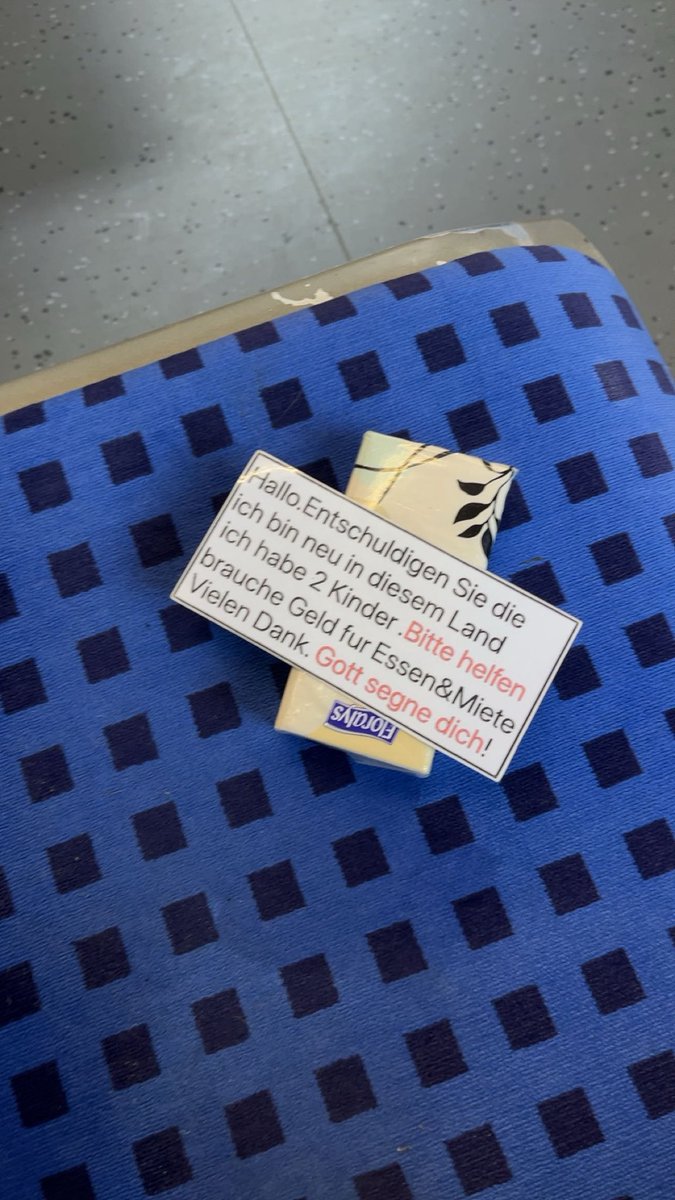 Hallo.Entschuldigen Sie die
ich bin neu in diesem Land
ich habe 2 Kinder .Bitte helfen
brauche Geld fur Essen&Miete
Vielen Dank. Gott segne dich!
Floralys